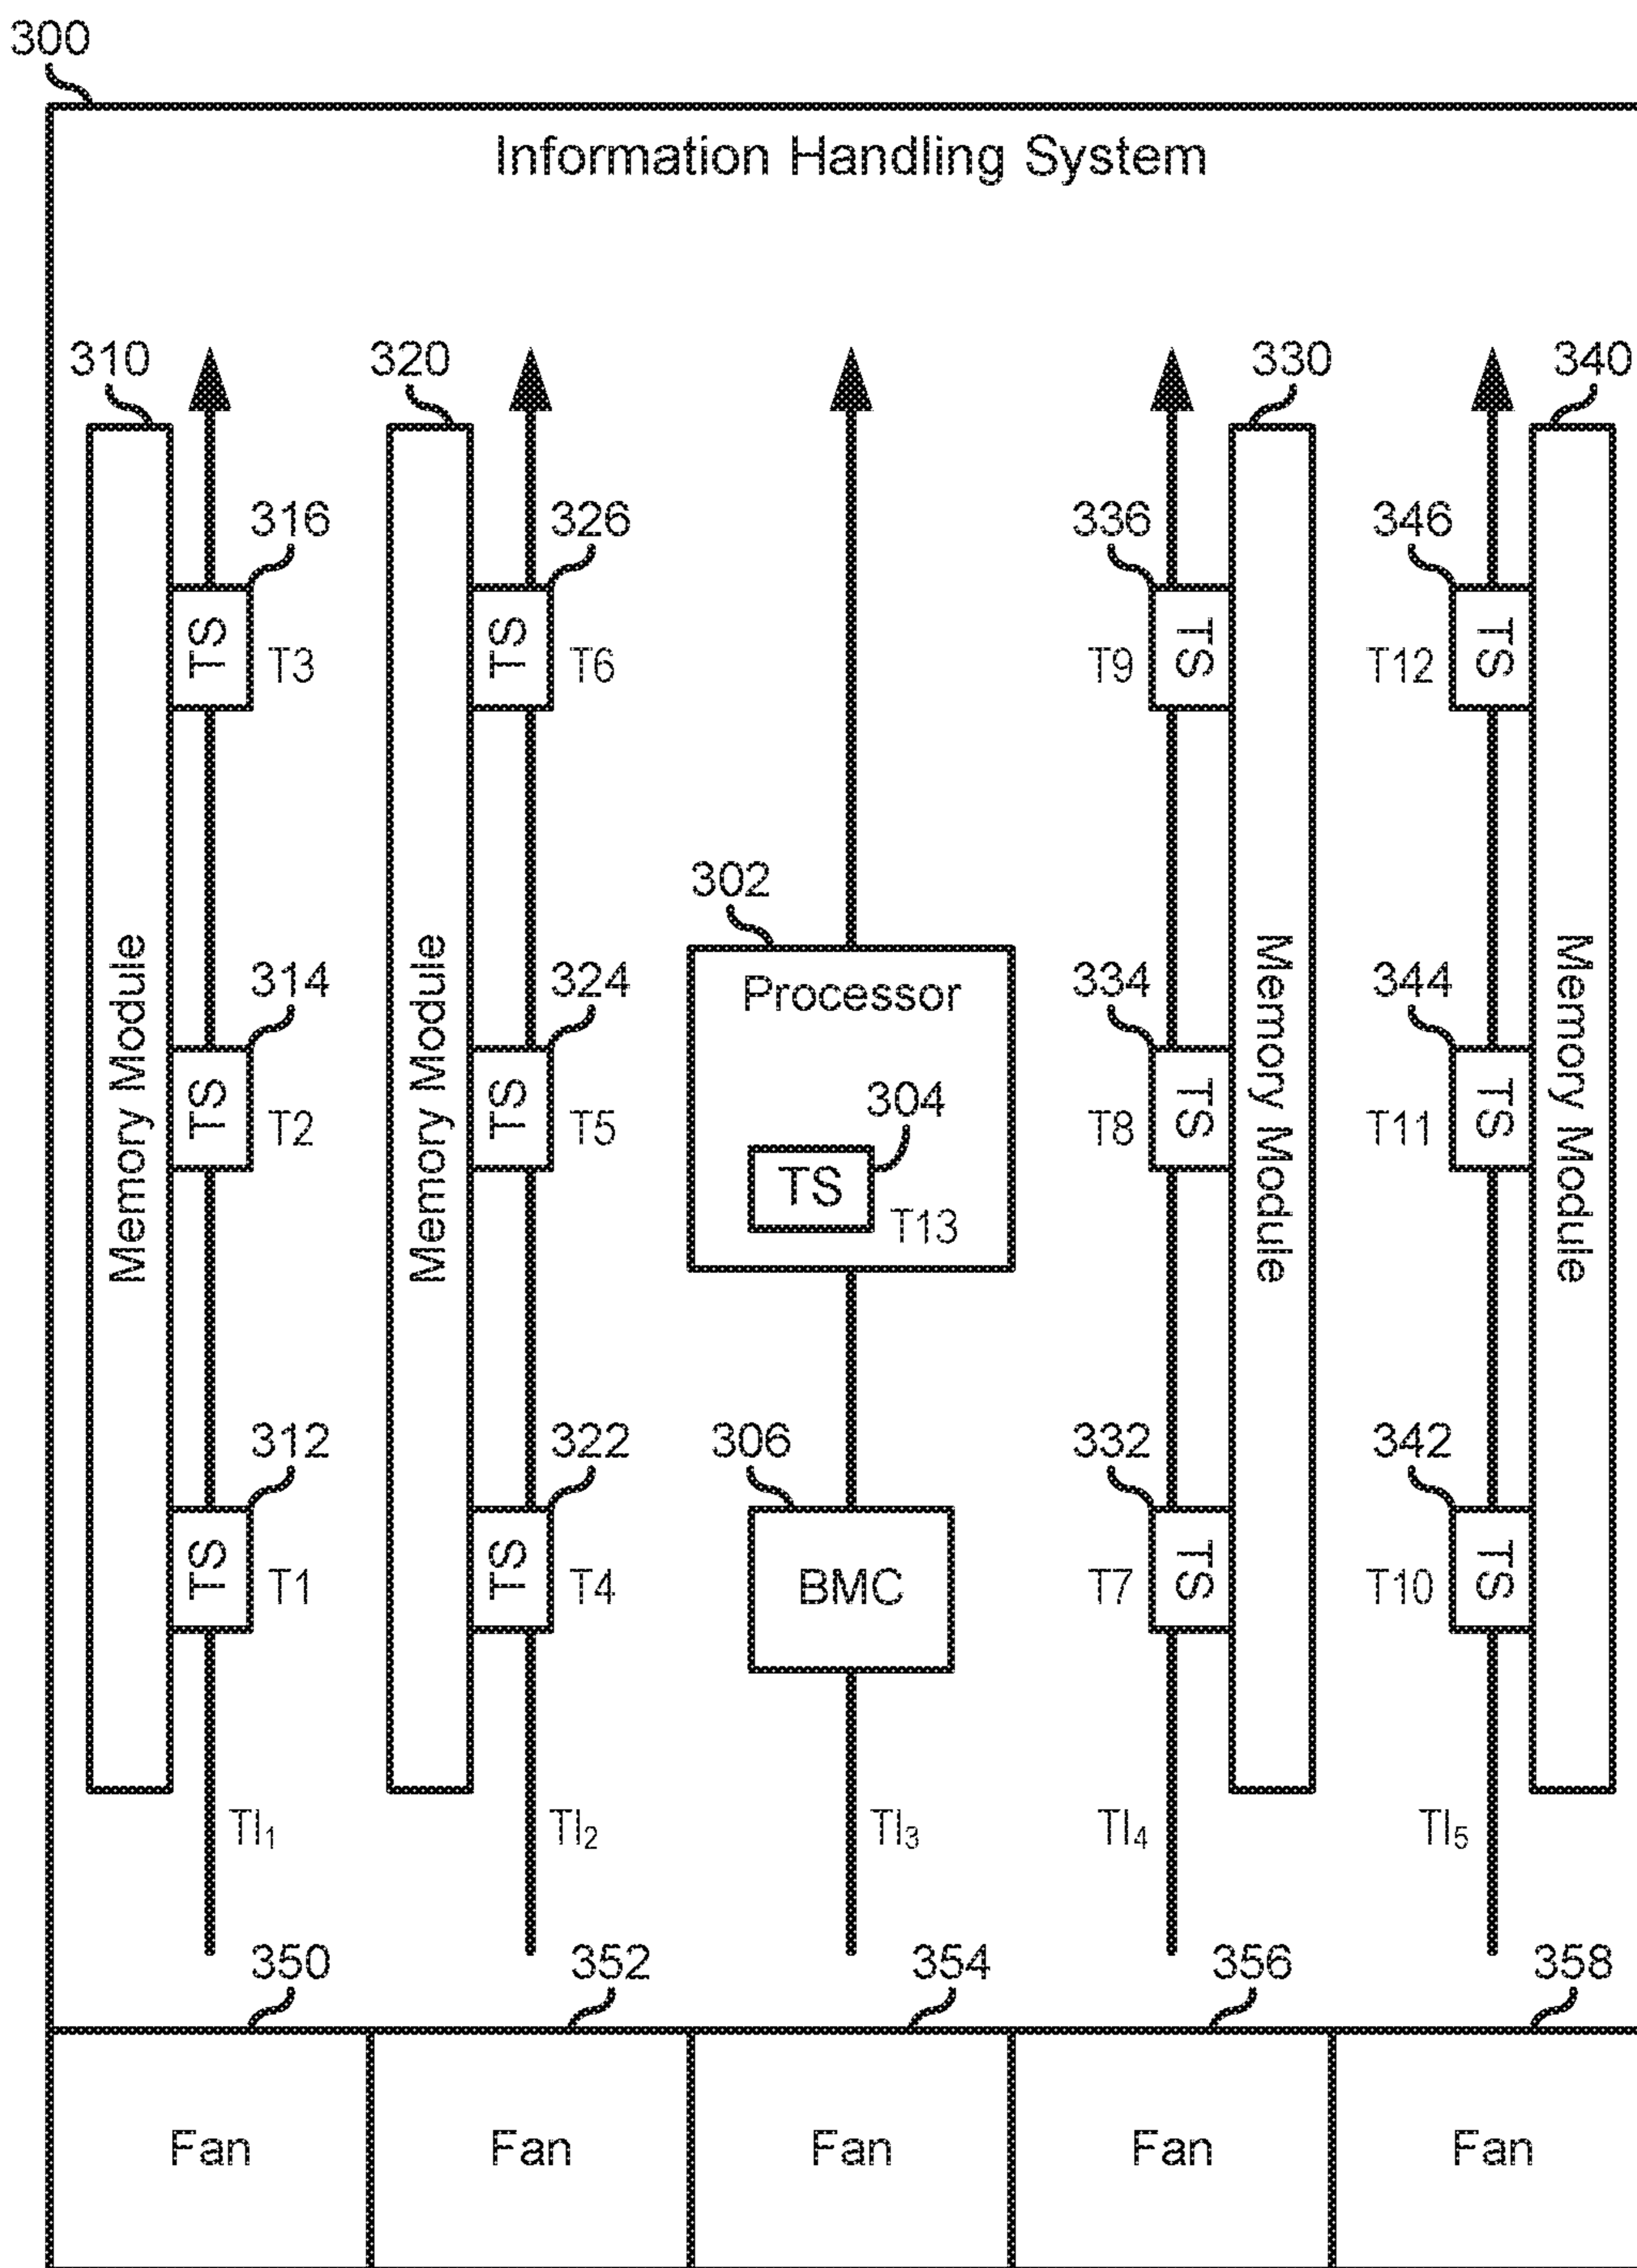 300
Information Handling System
310
320
330
340
316
326
336
346
TS
T3
TS
T6
T9
TS
T12
TS
302
Processor
314
324
334
344
Memory Module
TS
T2
Memory Module
TS
T5
304
TS
T13
T8
TS
Memory Module
T11
TS
Memory Module
312
322
306
332
342
TS
T1
TS
T4
BMC
T7
TS
T10
TS
TI₁
TI₂
TI₃
TI₄
TI₅
350
352
354
356
358
Fan
Fan
Fan
Fan
Fan